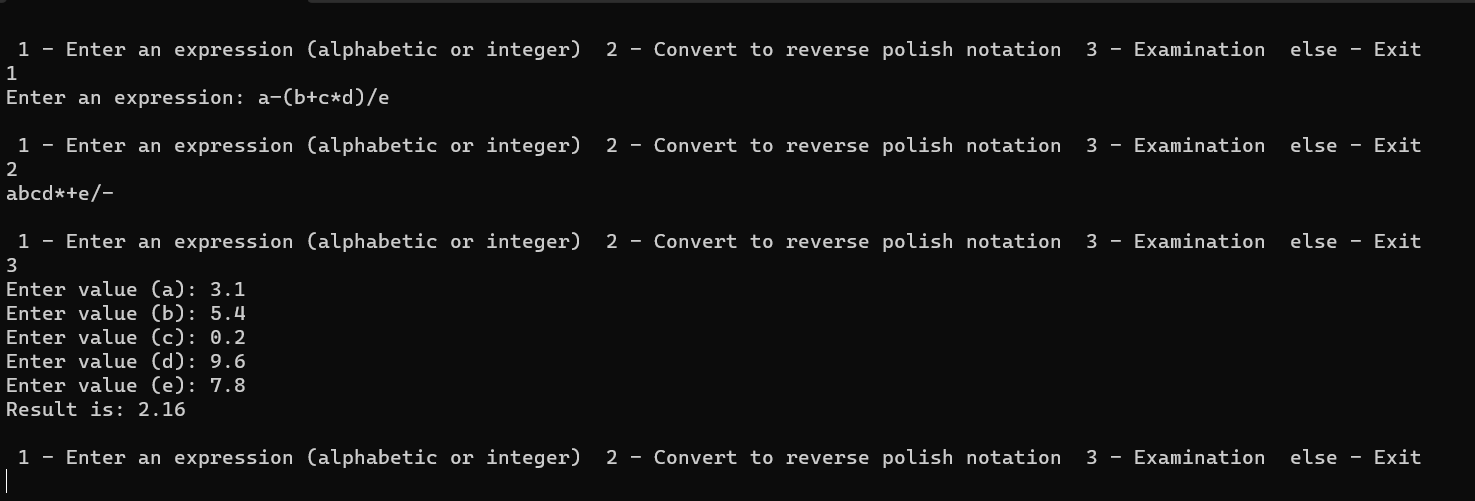 1 - Enter an expression (alphabetic or integer)  2 - Convert to reverse polish notation  3 - Examination  else - Exit
1
Enter an expression: a-(b+c*d)/e
1 - Enter an expression (alphabetic or integer)  2 - Convert to reverse polish notation  3 - Examination  else - Exit
2
abcd*+e/-
1 - Enter an expression (alphabetic or integer)  2 - Convert to reverse polish notation  3 - Examination  else - Exit
3
Enter value (a): 3.1
Enter value (b): 5.4
Enter value (c): 0.2
Enter value (d): 9.6
Enter value (e): 7.8
Result is: 2.16
1 - Enter an expression (alphabetic or integer)  2 - Convert to reverse polish notation  3 - Examination  else - Exit